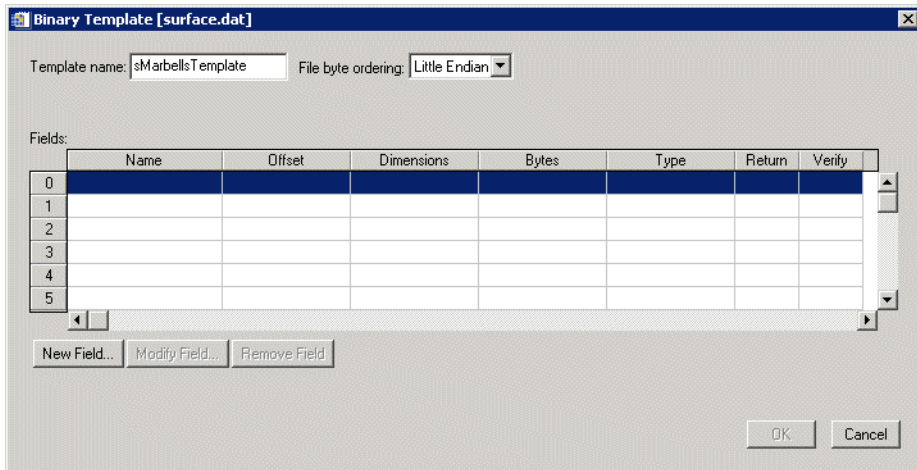 Binary Template [surface.dat]
Template name: sMarbellsTemplate File byte ordering: Little Endian
Fields:
Name Offset Dimensions Bytes Type Return Verify
0
1
2
3
4
5
New Field... Modify Field... Remove Field
OK Cancel